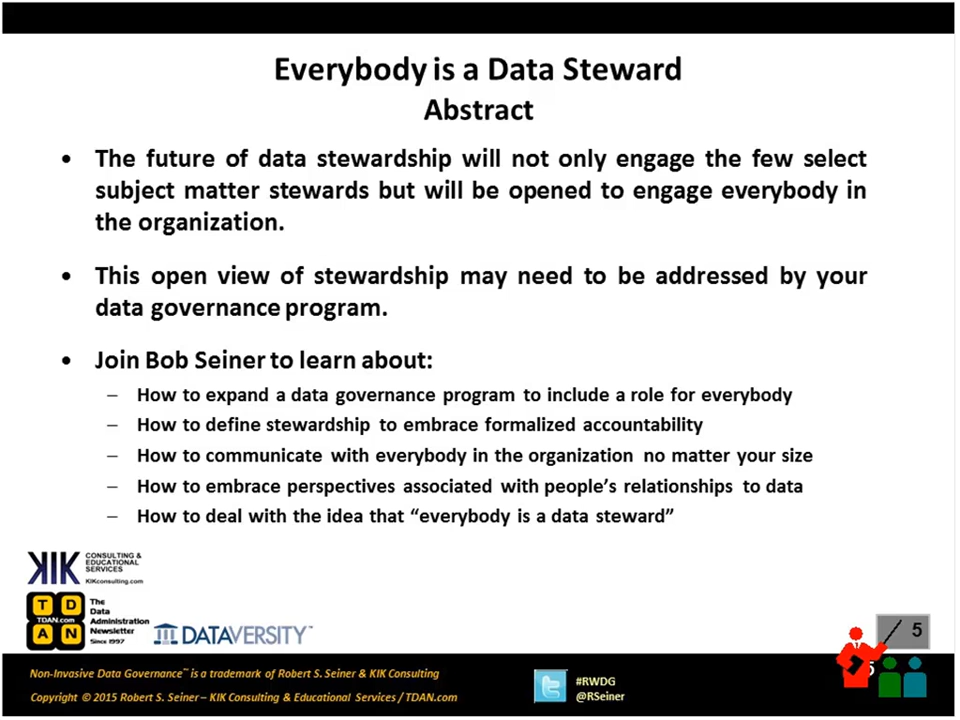 Everybody is a Data Steward
Abstract
• The future of data stewardship will not only engage the few select
subject matter stewards but will be opened to engage everybody in
the organization.
• This open view of stewardship may need to be addressed by your
data governance program.
• Join Bob Seiner to learn about:
– How to expand a data governance program to include a role for everybody
– How to define stewardship to embrace formalized accountability
– How to communicate with everybody in the organization no matter your size
– How to embrace perspectives associated with people's relationships to data
– How to deal with the idea that “everybody is a data steward”
KIK
CONSULTING &
EDUCATIONAL
SERVICES
KIKconsulting.com
T D
TDAN.com
A N
The
Data
Administration
Newsletter
Since 1997
DATAVERSITY™
5
5
Non-Invasive Data Governance™ is a trademark of Robert S. Seiner & KIK Consulting
Copyright © 2015 Robert S. Seiner – KIK Consulting & Educational Services / TDAN.com
#RWDG
@RSeiner